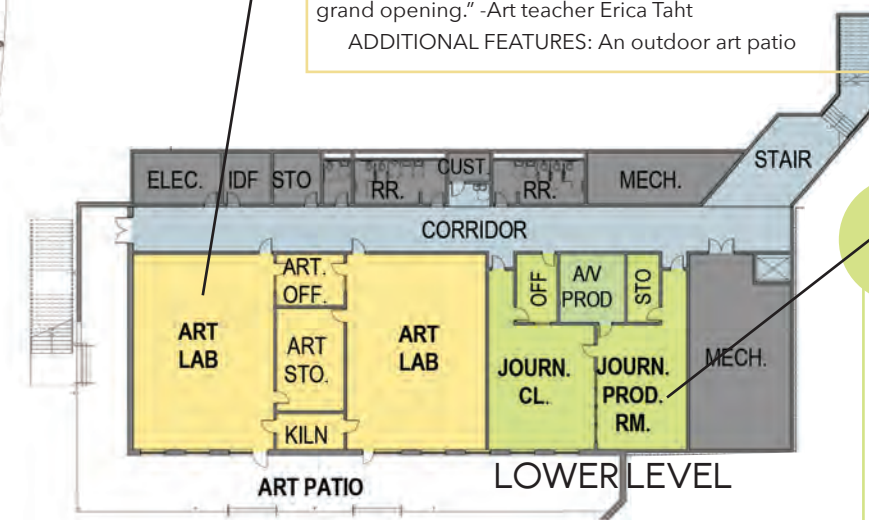 grand opening.” -Art teacher Erica Taht
ADDITIONAL FEATURES: An outdoor art patio
STAIR
ELEC.
IDF
STO
RR.
CUST.
RR.
MECH.
CORRIDOR
ART.
OFF.
OFF
A/V
PROD
STO
ART
LAB
ART
STO.
ART
LAB
JOURN.
CL.
JOURN.
PROD.
RM.
MECH.
KILN
ART PATIO
LOWER LEVEL